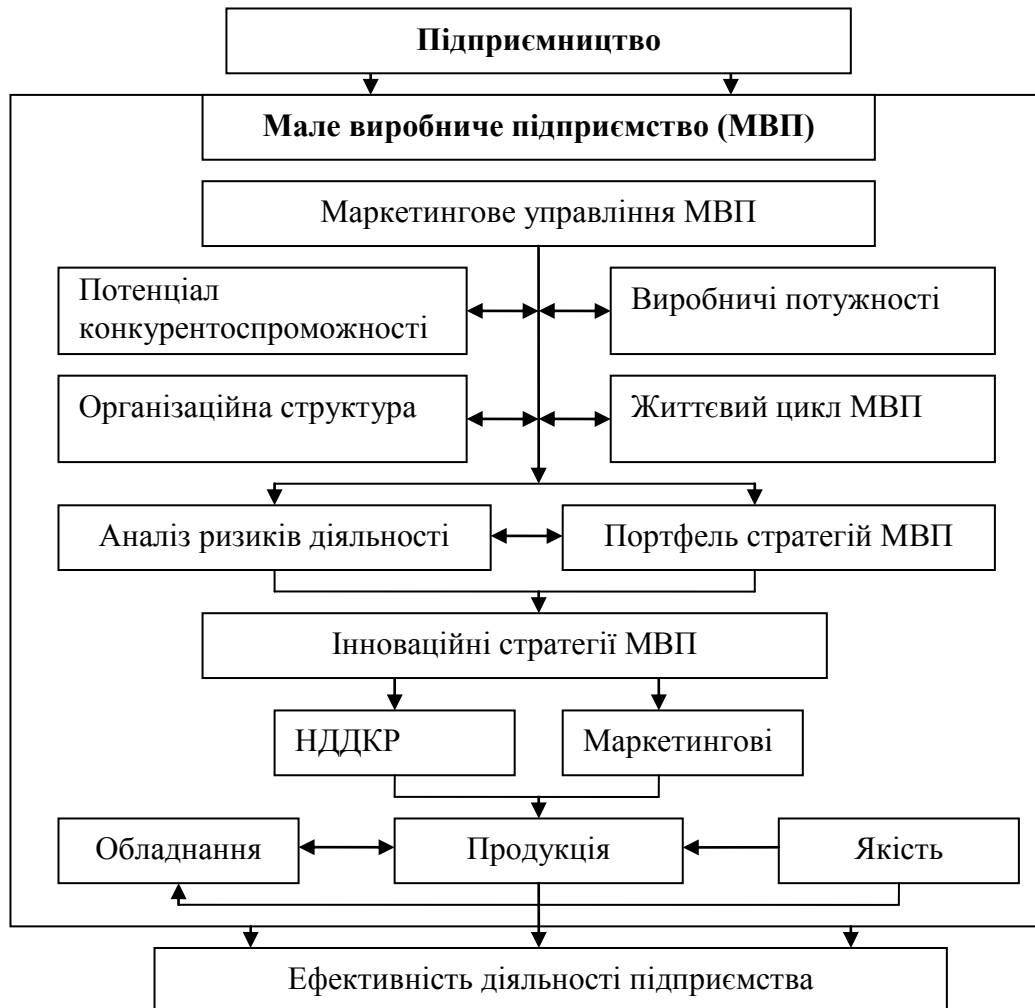 Підприємництво
Мале виробниче підприємство (МВП)
Маркетингове управління МВП
Потенціал
конкурентоспроможності
Виробничі потужності
Організаційна структура
Життєвий цикл МВП
Аналіз ризиків діяльності
Портфель стратегій МВП
Інноваційні стратегії МВП
НДДКР
Маркетингові
Обладнання
Продукція
Якість
Ефективність діяльності підприємства